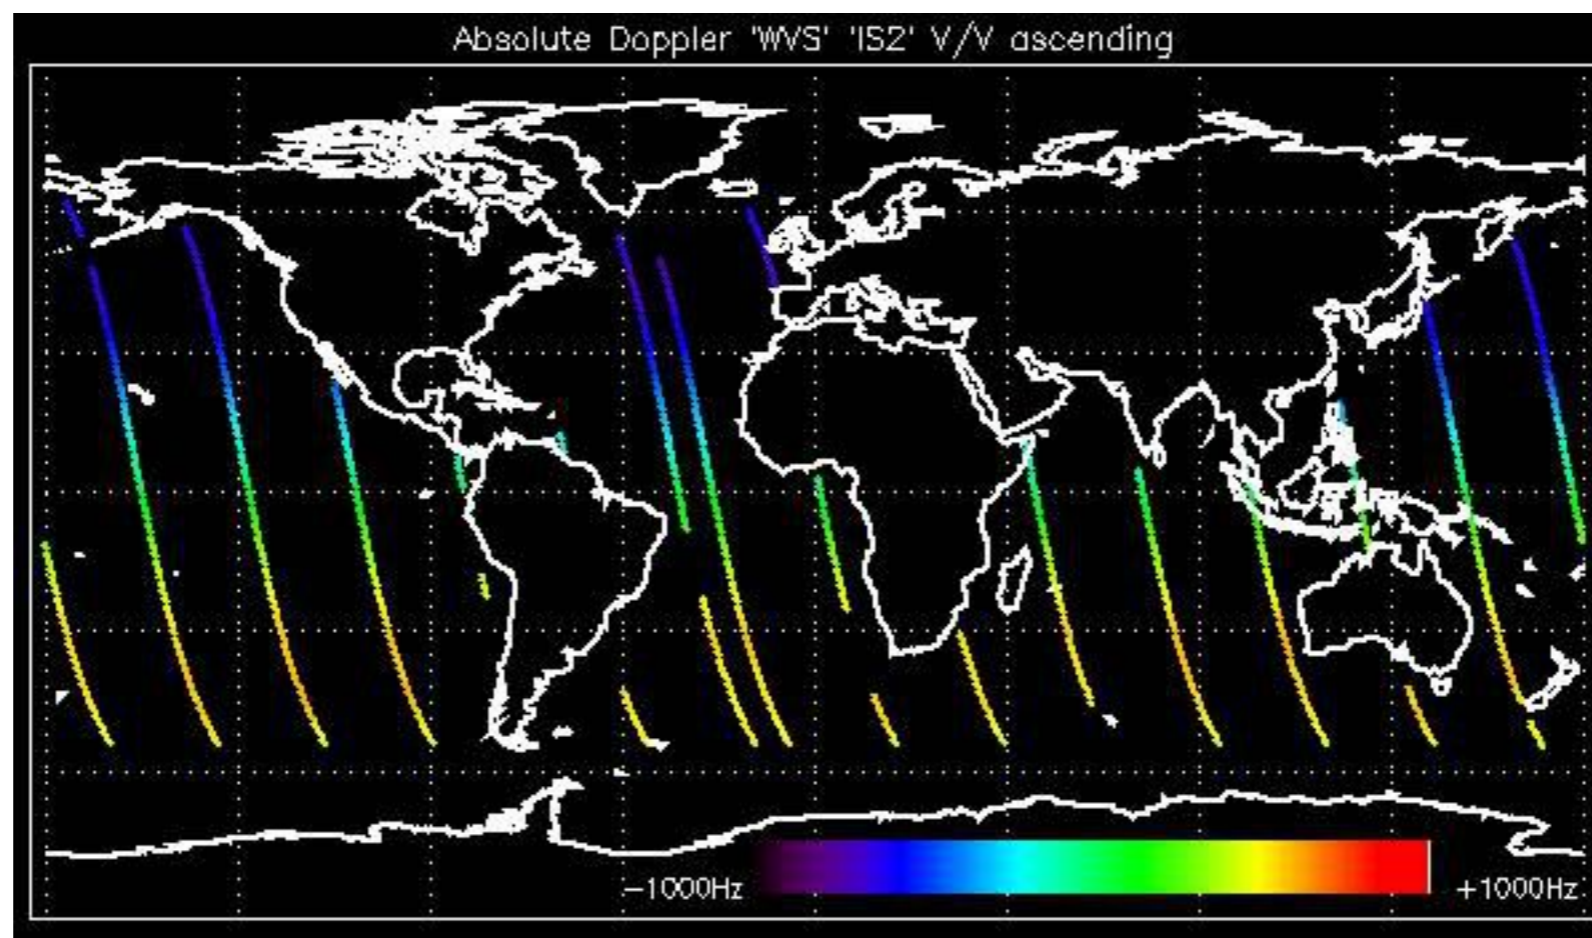 Absolute Doppler 'WVS' 'IS2' V/V ascending
−1000Hz +1000Hz